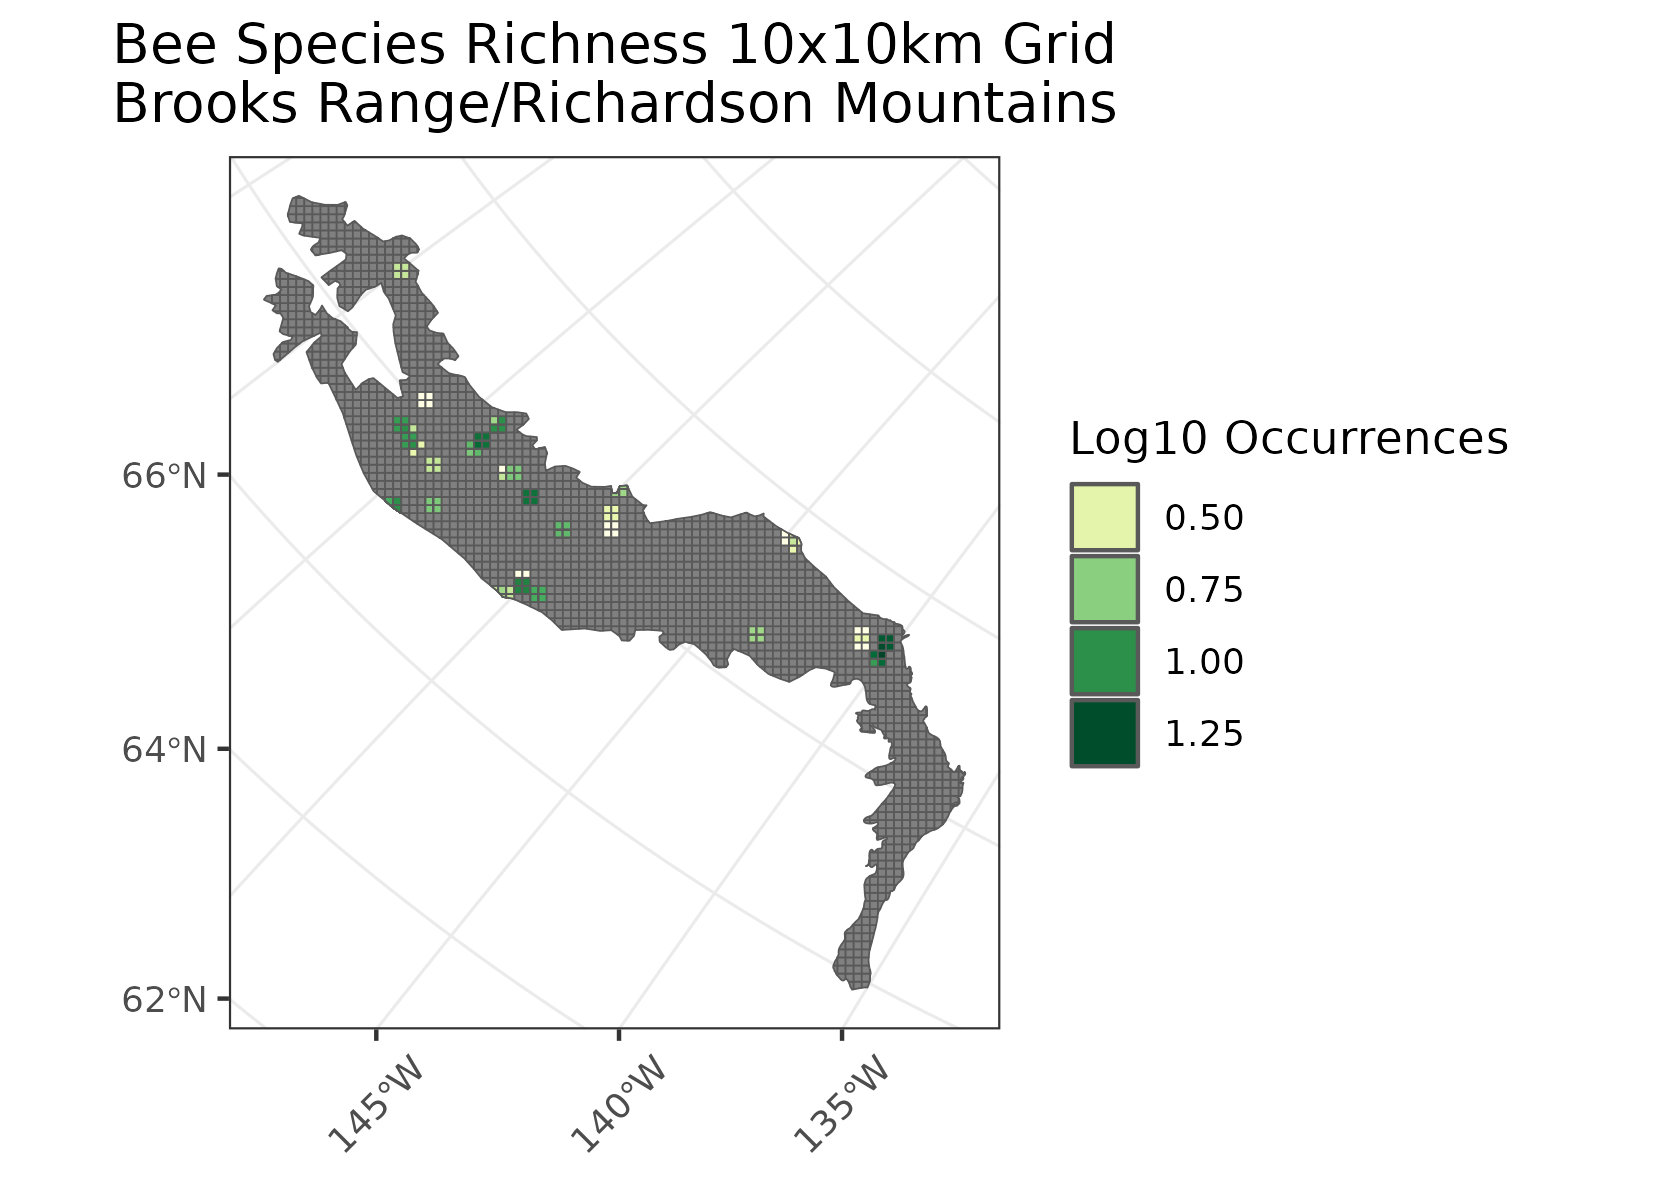 Bee Species Richness 10x10km Grid
Brooks Range/Richardson Mountains
66°N
64°N
62°N
145°W
140°W
135°W
Log10 Occurrences
0.50
0.75
1.00
1.25